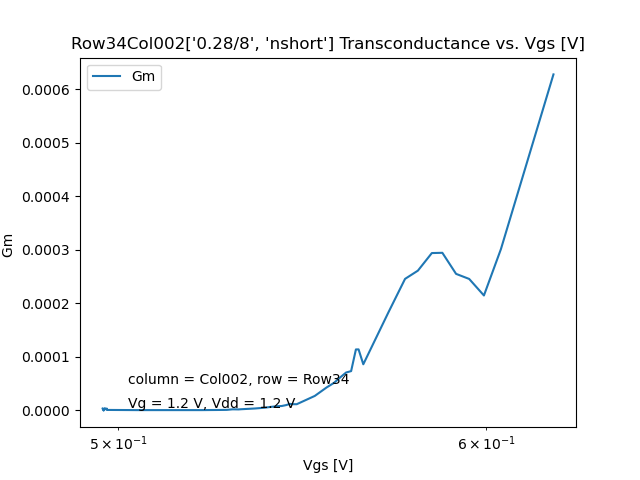 Row34Col002['0.28/8', 'nshort'] Transconductance vs. Vgs [V]
Gm
0.0006
0.0005
0.0004
0.0003
0.0002
0.0001
0.0000
Gm
column = Col002, row = Row34
Vg = 1.2 V, Vdd = 1.2 V
5 × 10⁻¹
6 × 10⁻¹
Vgs [V]